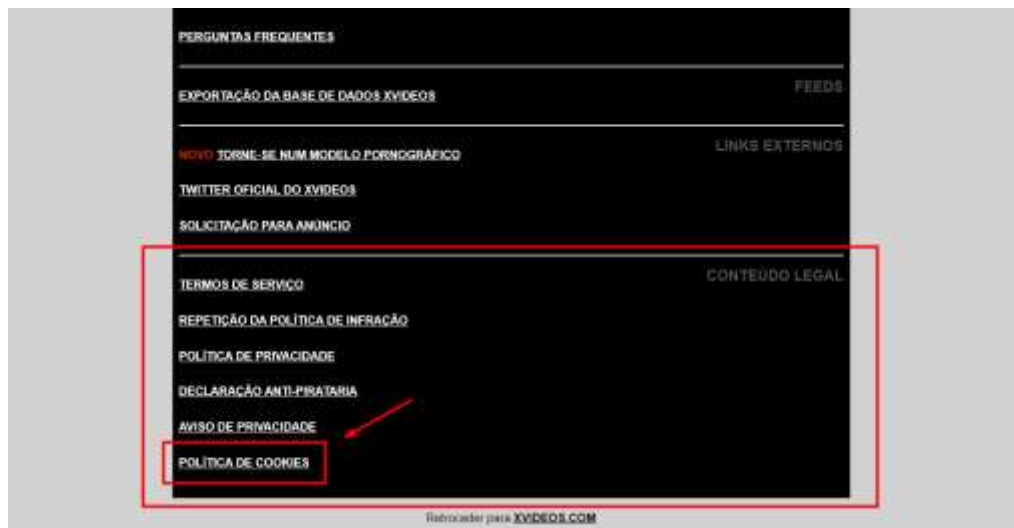 PERGUNTAS FREQUENTES
FEEDS
EXPORTAÇÃO DA BASE DE DADOS XVIDEOS
LINKS EXTERNOS
NOVO TORNE-SE NUM MODELO PORNOGRÁFICO
TWITTER OFICIAL DO XVIDEOS
SOLICITAÇÃO PARA ANÚNCIO
CONTEÚDO LEGAL
TERMOS DE SERVIÇO
REPETIÇÃO DA POLÍTICA DE INFRAÇÃO
POLÍTICA DE PRIVACIDADE
DECLARAÇÃO ANTI-PIRATARIA
AVISO DE PRIVACIDADE
POLÍTICA DE COOKIES
Retroceder para XVIDEOS.COM